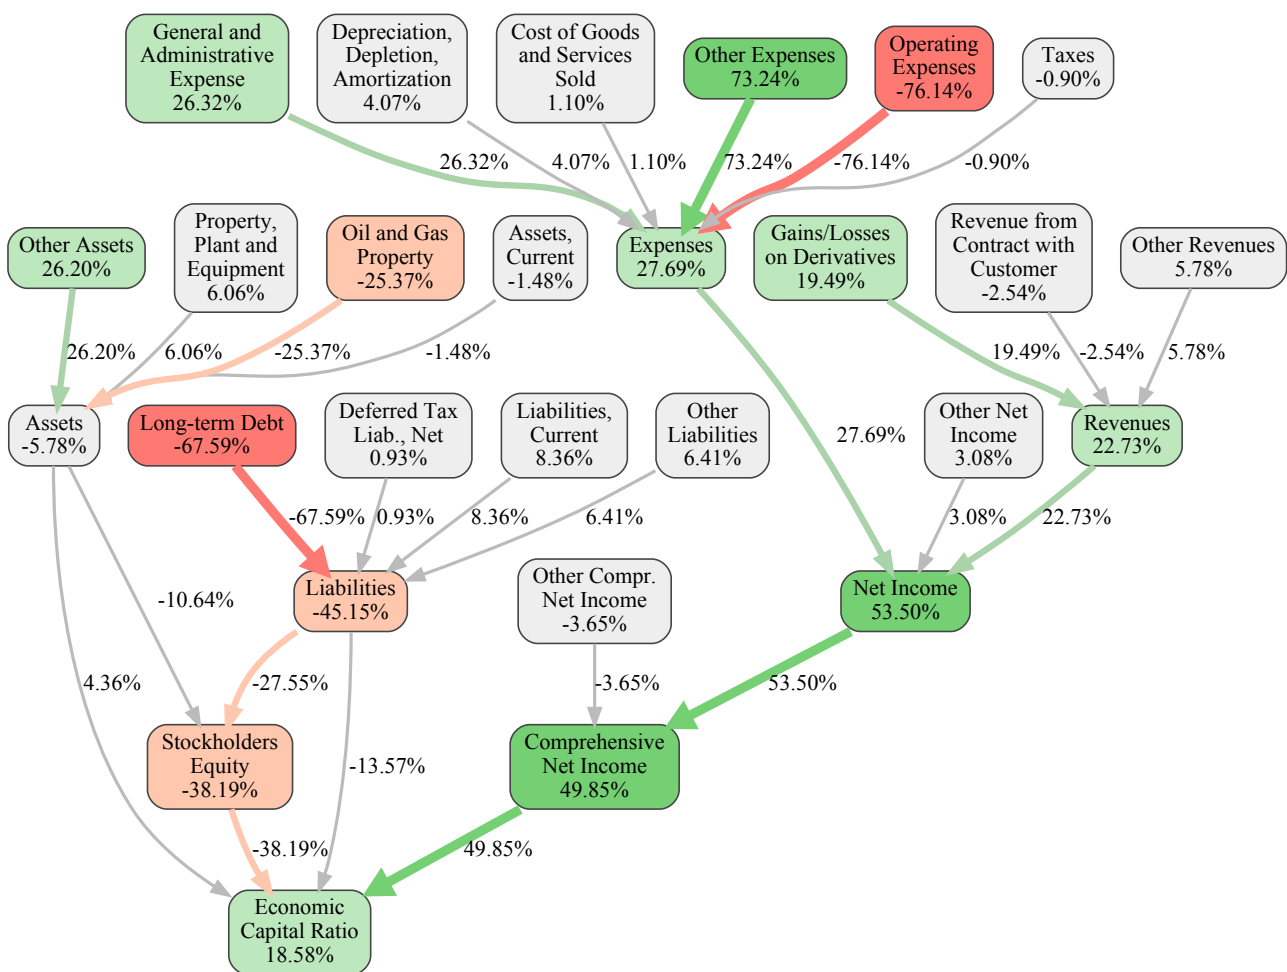 General and
Administrative
Expense
26.32%
Depreciation,
Depletion,
Amortization
4.07%
Cost of Goods
and Services
Sold
1.10%
Other Expenses
73.24%
Operating
Expenses
-76.14%
Taxes
-0.90%
26.32%
4.07%
1.10%
73.24%
-76.14%
-0.90%
Other Assets
26.20%
Property,
Plant and
Equipment
6.06%
Oil and Gas
Property
-25.37%
Assets,
Current
-1.48%
Expenses
27.69%
Gains/Losses
on Derivatives
19.49%
Revenue from
Contract with
Customer
-2.54%
Other Revenues
5.78%
26.20%
6.06%
-25.37%
-1.48%
19.49%
-2.54%
5.78%
Assets
-5.78%
Long-term Debt
-67.59%
Deferred Tax
Liab., Net
0.93%
Liabilities,
Current
8.36%
Other
Liabilities
6.41%
27.69%
Other Net
Income
3.08%
Revenues
22.73%
-67.59%
0.93%
8.36%
6.41%
3.08%
22.73%
-10.64%
Liabilities
-45.15%
Other Compr.
Net Income
-3.65%
Net Income
53.50%
4.36%
-27.55%
-3.65%
53.50%
Stockholders
Equity
-38.19%
-13.57%
Comprehensive
Net Income
49.85%
-38.19%
49.85%
Economic
Capital Ratio
18.58%